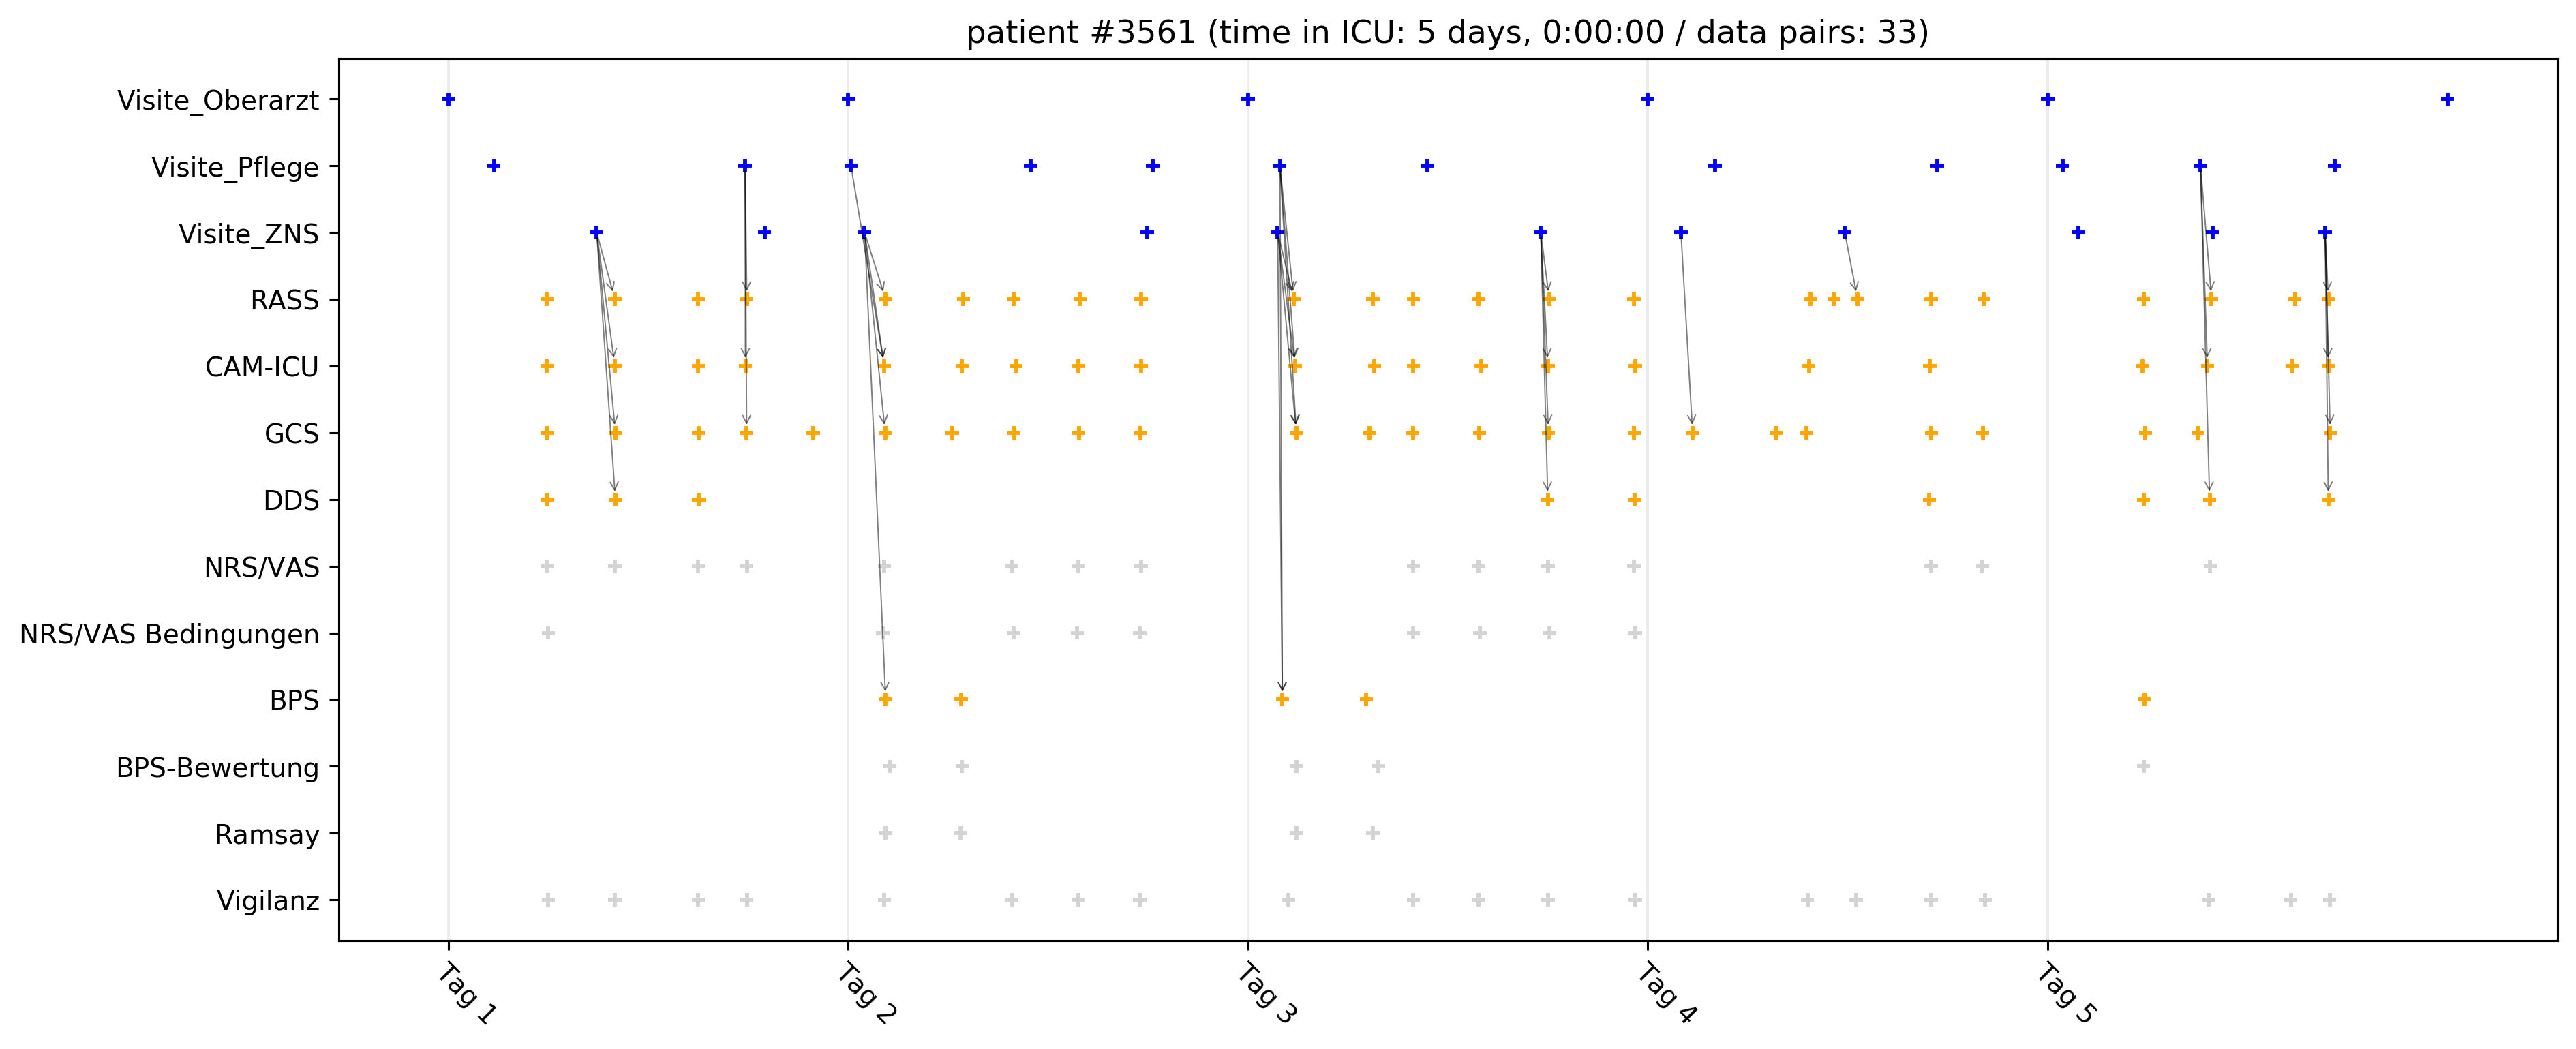 patient #3561 (time in ICU: 5 days, 0:00:00 / data pairs: 33)
Visite_Oberarzt
Visite_Pflege
Visite_ZNS
RASS
CAM-ICU
GCS
DDS
NRS/VAS
NRS/VAS Bedingungen
BPS
BPS-Bewertung
Ramsay
Vigilanz
Tag 1
Tag 2
Tag 3
Tag 4
Tag 5